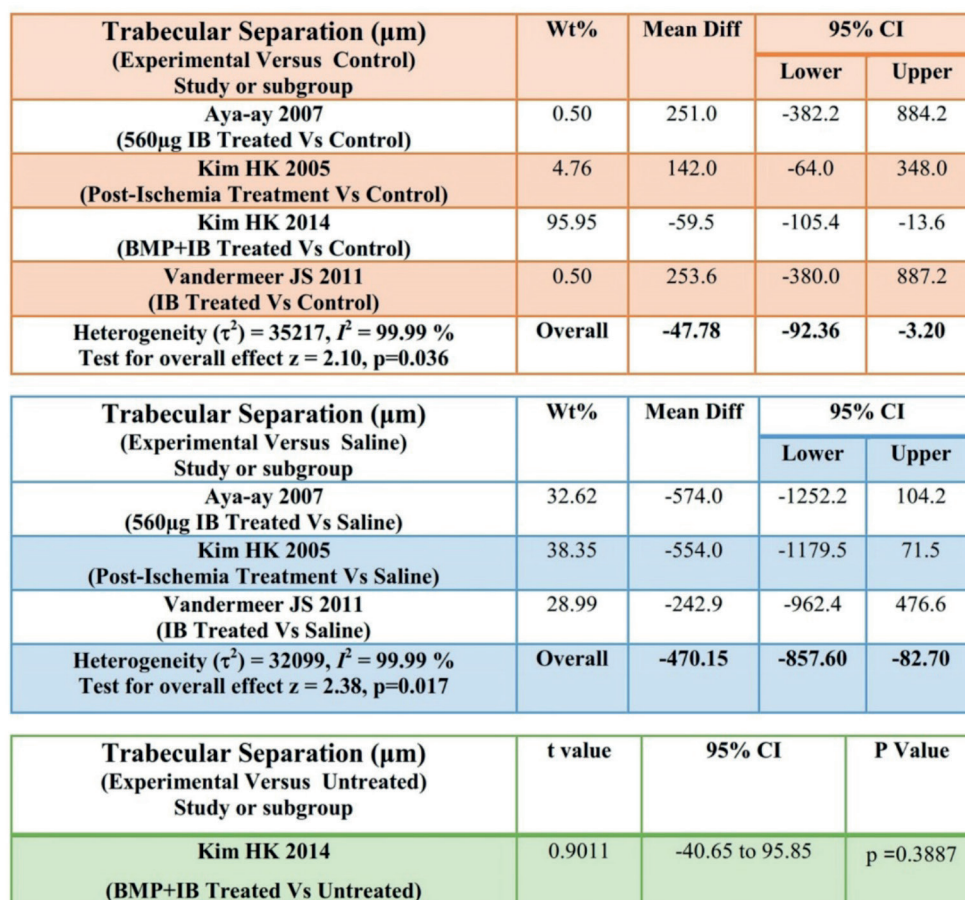 Trabecular Separation (μm) Wt% Mean Diff 95% CI
(Experimental Versus Control)
Study or subgroup Lower Upper
Aya-ay 2007 0.50 251.0 -382.2 884.2
(560μg IB Treated Vs Control)
Kim HK 2005 4.76 142.0 -64.0 348.0
(Post-Ischemia Treatment Vs Control)
Kim HK 2014 95.95 -59.5 -105.4 -13.6
(BMP+IB Treated Vs Control)
Vandermeer JS 2011 0.50 253.6 -380.0 887.2
(IB Treated Vs Control)
Heterogeneity (τ²) = 35217, I² = 99.99 % Overall -47.78 -92.36 -3.20
Test for overall effect z = 2.10, p=0.036
Trabecular Separation (μm) Wt% Mean Diff 95% CI
(Experimental Versus Saline)
Study or subgroup Lower Upper
Aya-ay 2007 32.62 -574.0 -1252.2 104.2
(560μg IB Treated Vs Saline)
Kim HK 2005 38.35 -554.0 -1179.5 71.5
(Post-Ischemia Treatment Vs Saline)
Vandermeer JS 2011 28.99 -242.9 -962.4 476.6
(IB Treated Vs Saline)
Heterogeneity (τ²) = 32099, I² = 99.99 % Overall -470.15 -857.60 -82.70
Test for overall effect z = 2.38, p=0.017
Trabecular Separation (μm) t value 95% CI P Value
(Experimental Versus Untreated)
Study or subgroup
Kim HK 2014 0.9011 -40.65 to 95.85 p =0.3887
(BMP+IB Treated Vs Untreated)